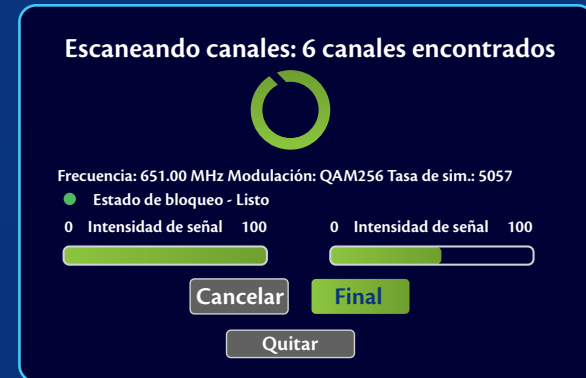 Escaneando canales: 6 canales encontrados
Frecuencia: 651.00 MHz Modulación: QAM256 Tasa de sim.: 5057
Estado de bloqueo - Listo
0 Intensidad de señal 100 0 Intensidad de señal 100
Cancelar Final
Quitar